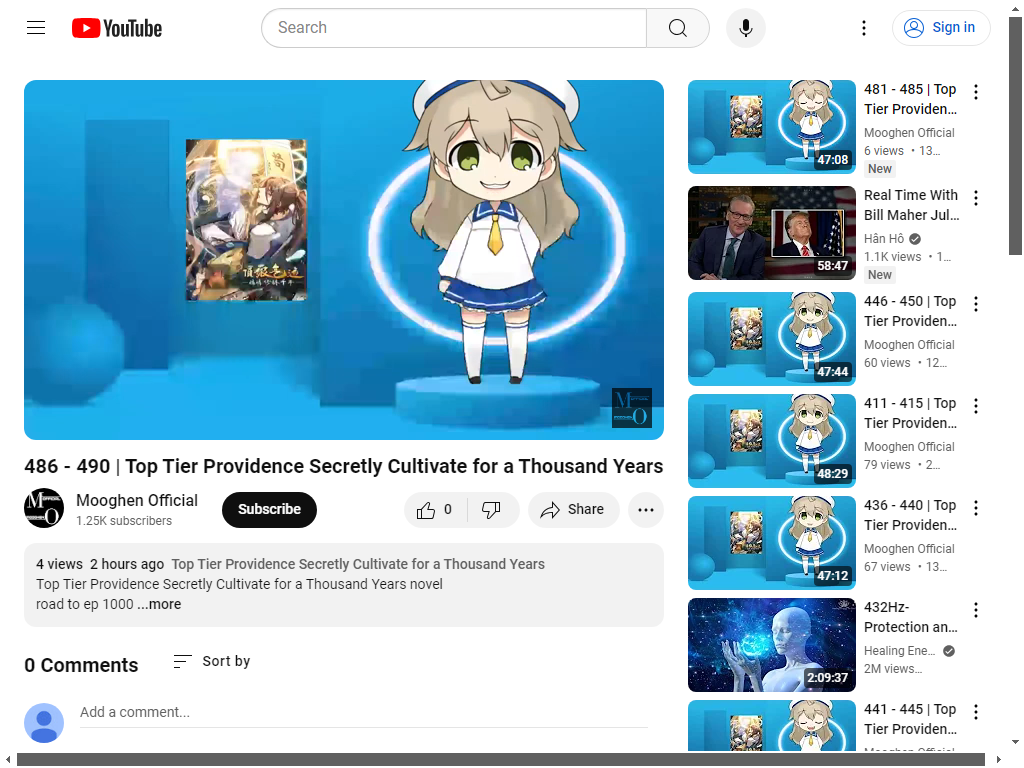 YouTube
Search
Sign in
486 - 490 | Top Tier Providence Secretly Cultivate for a Thousand Years
Mooghen Official
1.25K subscribers
Subscribe
0
Share
4 views 2 hours ago Top Tier Providence Secretly Cultivate for a Thousand Years
Top Tier Providence Secretly Cultivate for a Thousand Years novel
road to ep 1000 ...more
0 Comments
Sort by
Add a comment...
481 - 485 | Top
Tier Providen...
Mooghen Official
6 views • 13...
New
47:08
Real Time With
Bill Maher Jul...
Hân Hô
1.1K views • 1...
New
58:47
446 - 450 | Top
Tier Providen...
Mooghen Official
60 views • 12...
47:44
411 - 415 | Top
Tier Providen...
Mooghen Official
79 views • 2...
48:29
436 - 440 | Top
Tier Providen...
Mooghen Official
67 views • 13...
47:12
432Hz-
Protection an...
Healing Ene...
2M views...
2:09:37
441 - 445 | Top
Tier Providen...
Mooghen Official